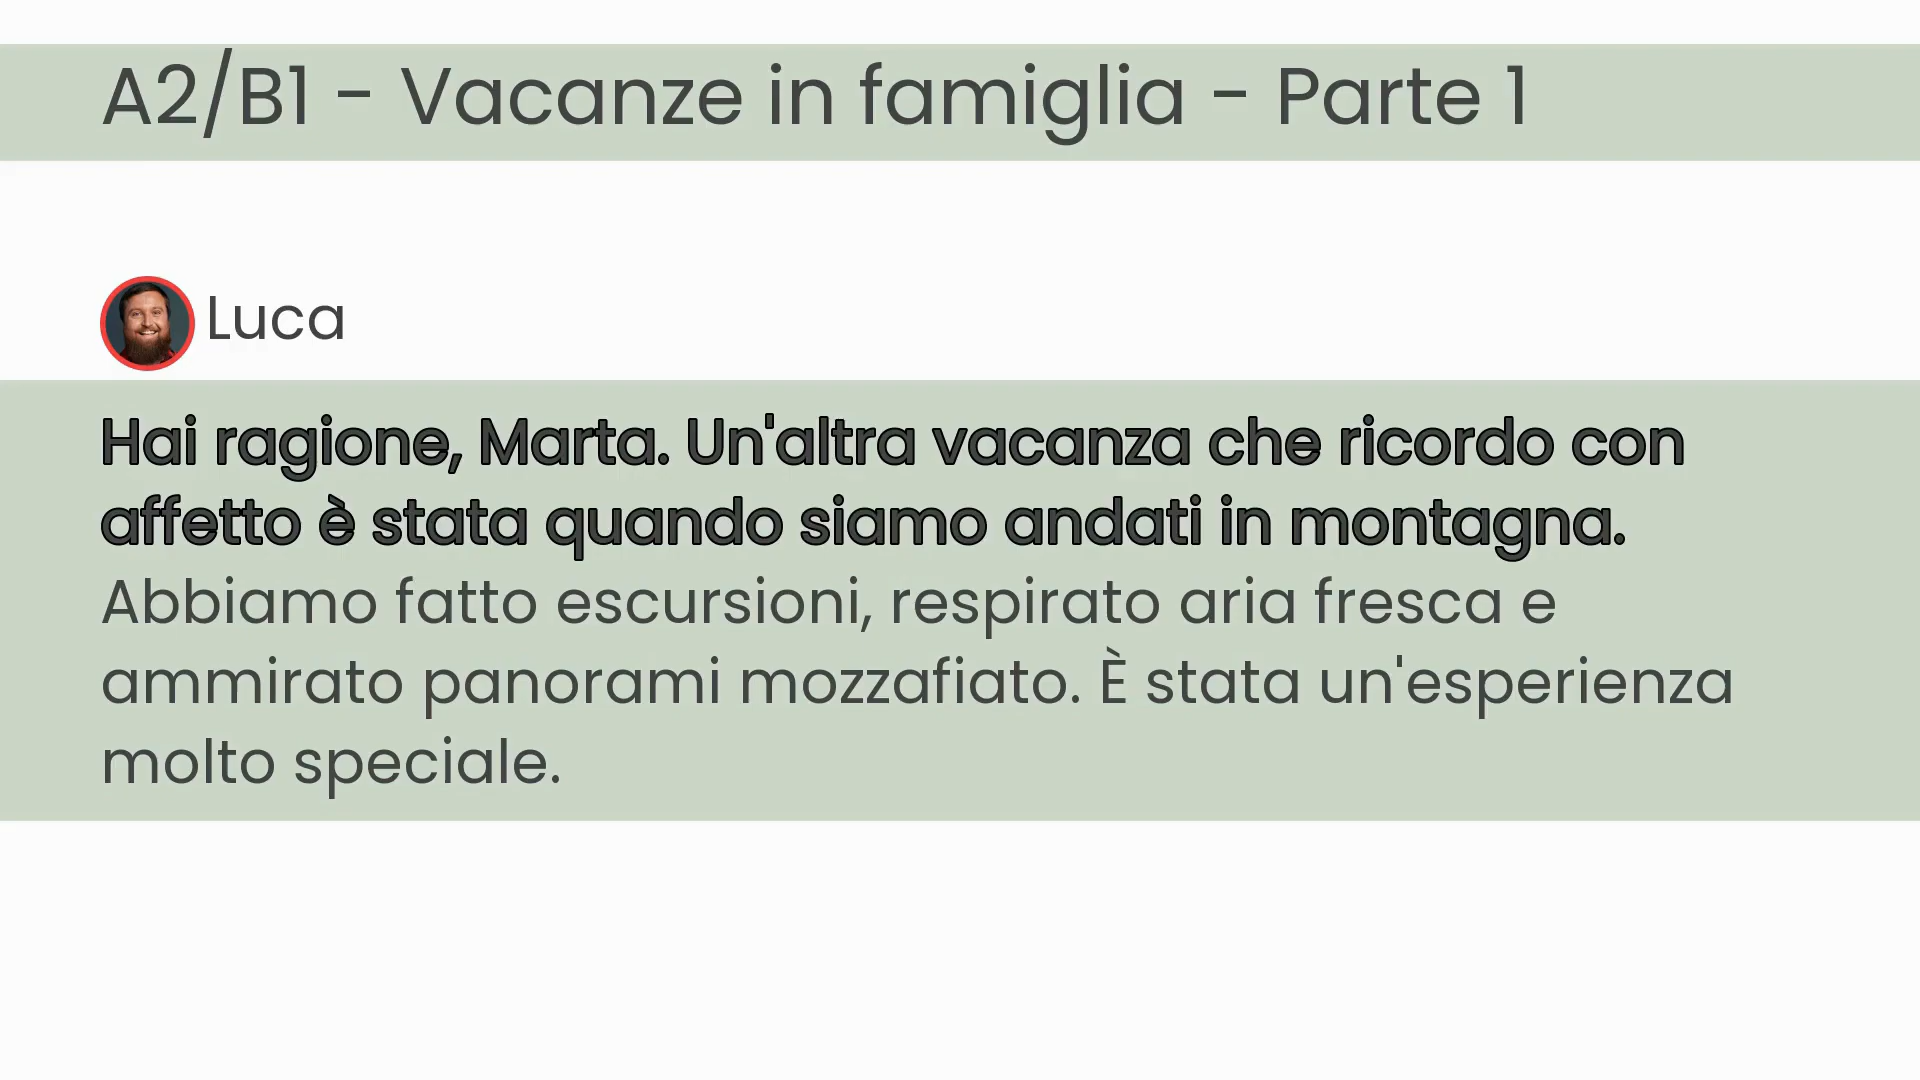 A2/B1 - Vacanze in famiglia - Parte 1
Luca
Hai ragione, Marta. Un'altra vacanza che ricordo con
affetto è stata quando siamo andati in montagna.
Abbiamo fatto escursioni, respirato aria fresca e
ammirato panorami mozzafiato. È stata un'esperienza
molto speciale.